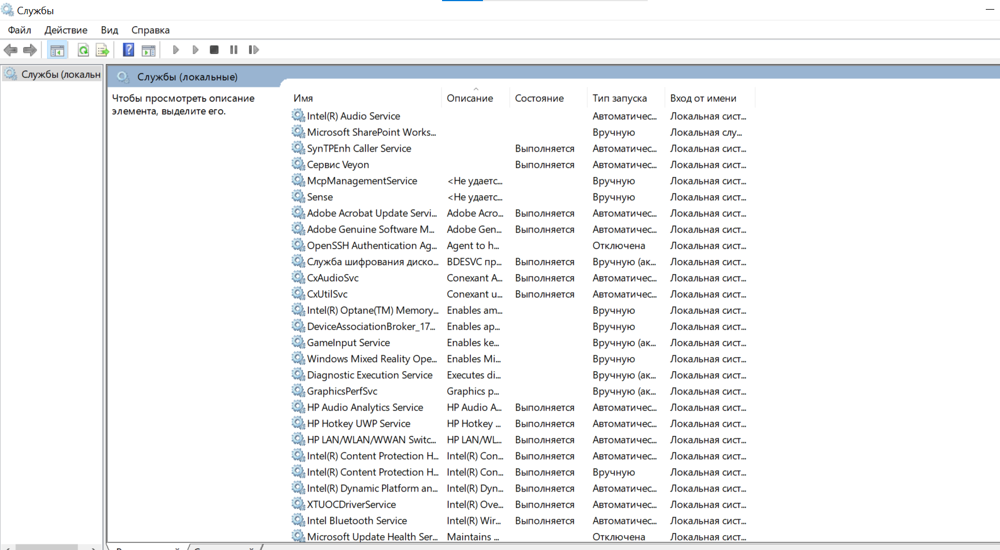 Службы
Файл Действие Вид Справка
Службы (локальн
Службы (локальные)
Чтобы просмотреть описание
элемента, выделите его.
Имя Описание Состояние Тип запуска Вход от имени
Intel(R) Audio Service Автоматичес... Локальная сист...
Microsoft SharePoint Works... Вручную Локальная слу...
SynTPEnh Caller Service Выполняется Автоматичес... Локальная сист...
Сервис Veyon Выполняется Автоматичес... Локальная сист...
McpManagementService <Не удаетс... Вручную Локальная сист...
Sense <Не удаетс... Вручную Локальная сист...
Adobe Acrobat Update Servi... Adobe Acro... Выполняется Автоматичес... Локальная сист...
Adobe Genuine Software M... Adobe Gen... Выполняется Автоматичес... Локальная сист...
OpenSSH Authentication Ag... Agent to h... Отключена Локальная сист...
Служба шифрования диско... BDESVC пр... Выполняется Вручную (ак... Локальная сист...
CxAudioSvc Conexant A... Выполняется Автоматичес... Локальная сист...
CxUtilSvc Conexant u... Выполняется Автоматичес... Локальная сист...
Intel(R) Optane(TM) Memory... Enables am... Вручную Локальная сист...
DeviceAssociationBroker_17... Enables ap... Вручную Локальная сист...
GameInput Service Enables ke... Вручную (ак... Локальная сист...
Windows Mixed Reality Ope... Enables Mi... Вручную Локальная сист...
Diagnostic Execution Service Executes di... Вручную (ак... Локальная сист...
GraphicsPerfSvc Graphics p... Вручную (ак... Локальная сист...
HP Audio Analytics Service HP Audio A... Выполняется Автоматичес... Локальная сист...
HP Hotkey UWP Service HP Hotkey ... Выполняется Автоматичес... Локальная сист...
HP LAN/WLAN/WWAN Switc... HP LAN/WL... Выполняется Автоматичес... Локальная сист...
Intel(R) Content Protection H... Intel(R) Con... Выполняется Автоматичес... Локальная сист...
Intel(R) Content Protection H... Intel(R) Con... Выполняется Вручную Локальная сист...
Intel(R) Dynamic Platform an... Intel(R) Dyn... Выполняется Автоматичес... Локальная сист...
XTUOCDriverService Intel(R) Ove... Выполняется Автоматичес... Локальная сист...
Intel Bluetooth Service Intel(R) Wir... Выполняется Автоматичес... Локальная сист...
Microsoft Update Health Ser... Maintains ... Отключена Локальная сист...